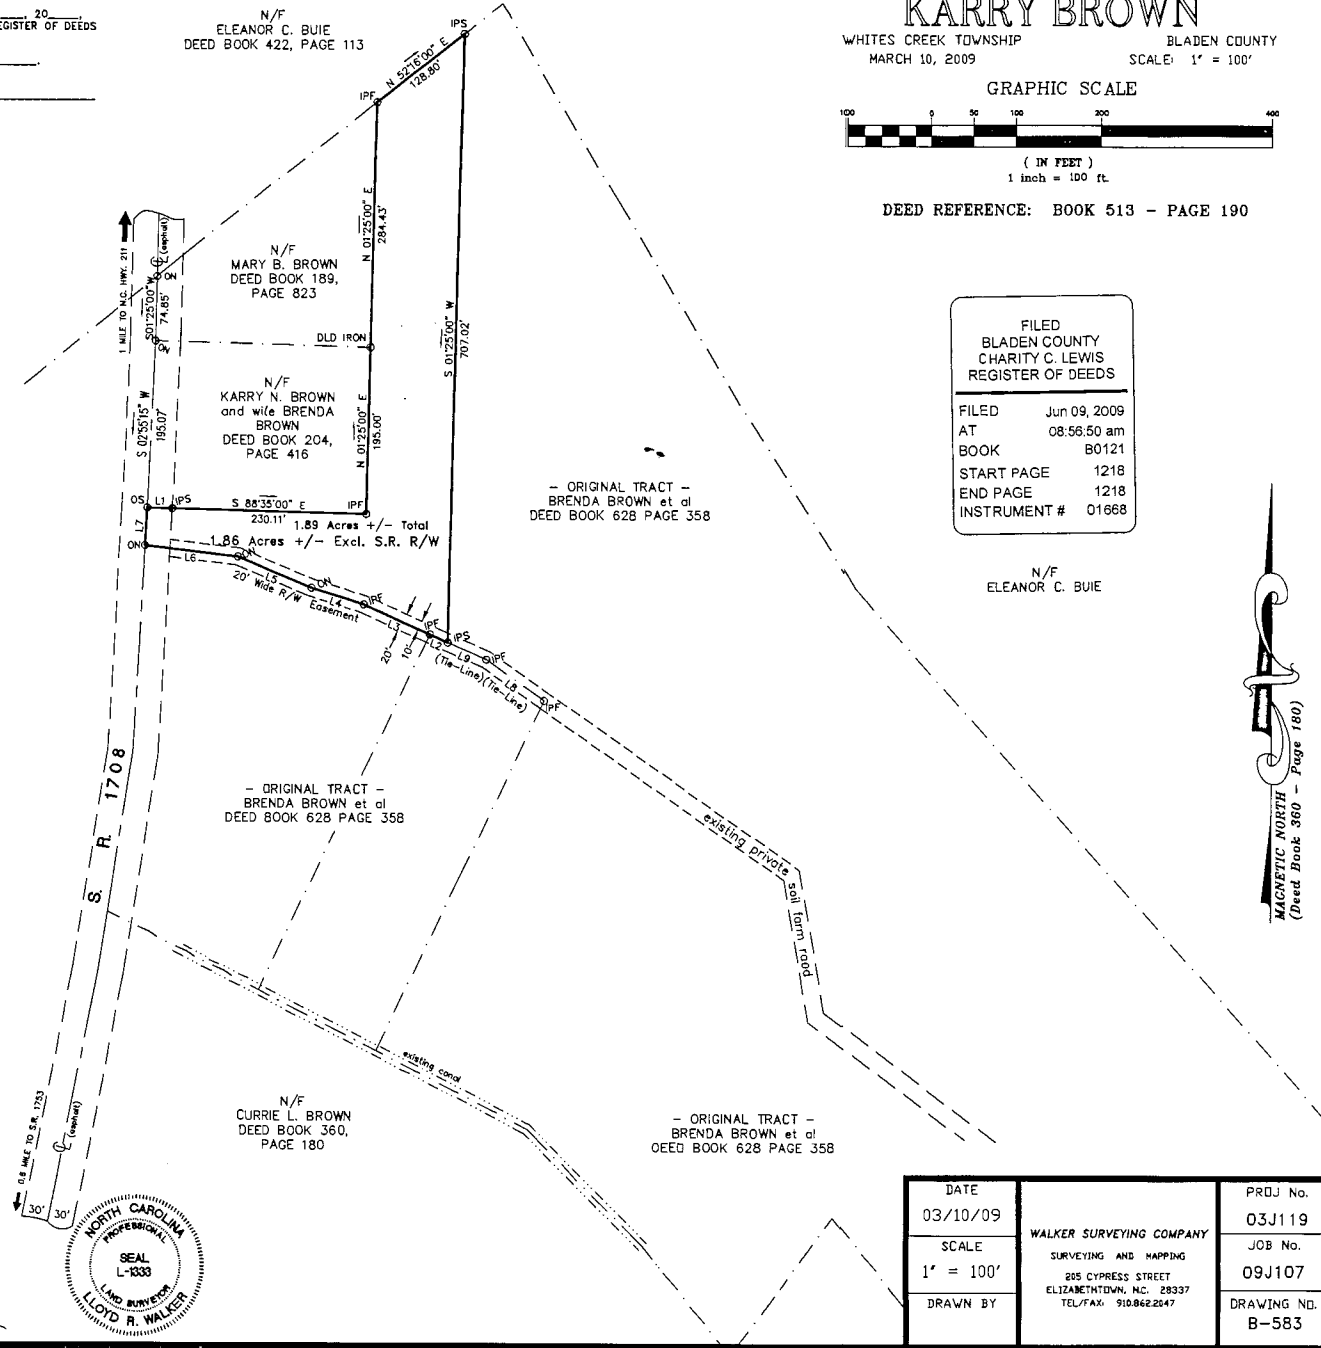 , 20___,
REGISTER OF DEEDS
N/F
ELEANOR C. BUIE
DEED BOOK 422, PAGE 113
KARRY BROWN
WHITES CREEK TOWNSHIP
BLADEN COUNTY
MARCH 10, 2009
SCALE: 1" = 100'
GRAPHIC SCALE
100 0 50 100 200 400
( IN FEET )
1 inch = 100 ft.
DEED REFERENCE: BOOK 513 - PAGE 190
IPS
N 52°16'00" E
128.80'
IPF
N 01°25'00" E
284.43'
S 01°25'00" W
707.02'
1 MILE TO N.C. HWY. 211
(asphalt)
ON
S01°25'00" W
74.85'
ON
N/F
MARY B. BROWN
DEED BOOK 189,
PAGE 823
OLD IRON
N/F
KARRY N. BROWN
and wife BRENDA
BROWN
DEED BOOK 204,
PAGE 416
S 02°55'15" W
195.07'
N 01°25'00" E
195.00'
OS L1 IPS
S 88°35'00" E
230.11'
IPF
1.89 Acres +/- Total
1.86 Acres +/- Excl. S.R. R/W
L7
ON
L6
ON
L5
ON
L4
IPF
L3
IPF
L2
IPS
L9
IPF
L8
IPF
20' Wide R/W Easement
20'
10'
(Tie-Line)
(Tie-Line)
- ORIGINAL TRACT -
BRENDA BROWN et al
DEED BOOK 628 PAGE 358
FILED
BLADEN COUNTY
CHARITY C. LEWIS
REGISTER OF DEEDS
FILED Jun 09, 2009
AT 08:56:50 am
BOOK B0121
START PAGE 1218
END PAGE 1218
INSTRUMENT # 01668
N/F
ELEANOR C. BUIE
MAGNETIC NORTH
(Deed Book 360 - Page 180)
- ORIGINAL TRACT -
BRENDA BROWN et al
DEED BOOK 628 PAGE 358
S. R. 1708
existing private soil farm raod
existing canal
N/F
CURRIE L. BROWN
DEED BOOK 360,
PAGE 180
- ORIGINAL TRACT -
BRENDA BROWN et al
DEED BOOK 628 PAGE 358
0.6 MILE TO S.R. 1753
(asphalt)
30' 30'
NORTH CAROLINA
PROFESSIONAL
SEAL
L-1333
LAND SURVEYOR
LLOYD R. WALKER
DATE
03/10/09
SCALE
1" = 100'
DRAWN BY
WALKER SURVEYING COMPANY
SURVEYING AND MAPPING
205 CYPRESS STREET
ELIZABETHTOWN, N.C. 28337
TEL/FAX: 910.862.2047
PROJ No.
03J119
JOB No.
09J107
DRAWING NO.
B-583